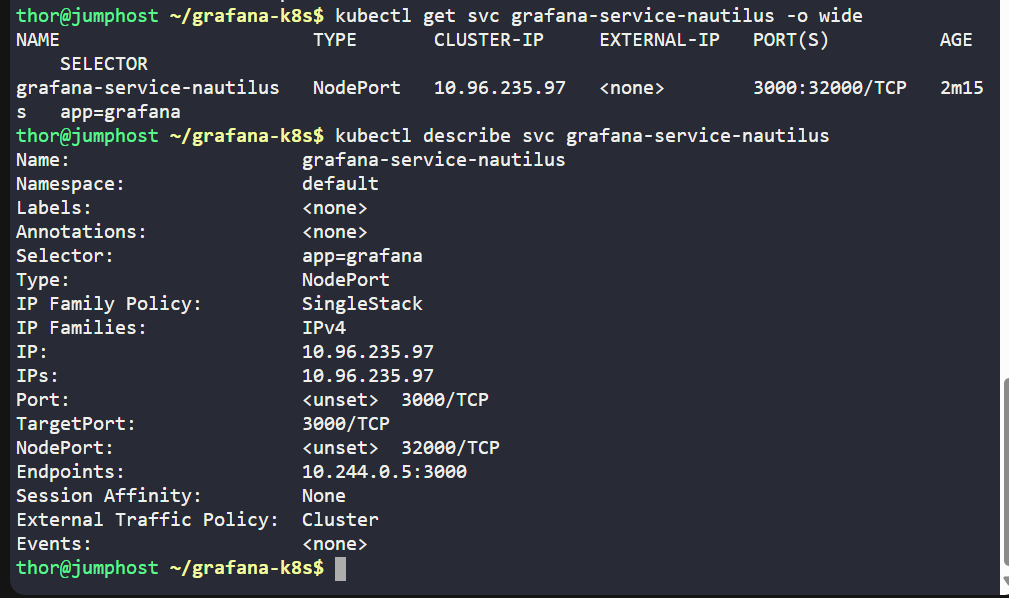 thor@jumphost ~/grafana-k8s$ kubectl get svc grafana-service-nautilus -o wide
NAME                       TYPE       CLUSTER-IP     EXTERNAL-IP   PORT(S)          AGE
    SELECTOR
grafana-service-nautilus   NodePort   10.96.235.97   <none>        3000:32000/TCP   2m15
s   app=grafana
thor@jumphost ~/grafana-k8s$ kubectl describe svc grafana-service-nautilus
Name:                     grafana-service-nautilus
Namespace:                default
Labels:                   <none>
Annotations:              <none>
Selector:                 app=grafana
Type:                     NodePort
IP Family Policy:         SingleStack
IP Families:              IPv4
IP:                       10.96.235.97
IPs:                      10.96.235.97
Port:                     <unset>  3000/TCP
TargetPort:               3000/TCP
NodePort:                 <unset>  32000/TCP
Endpoints:                10.244.0.5:3000
Session Affinity:         None
External Traffic Policy:  Cluster
Events:                   <none>
thor@jumphost ~/grafana-k8s$